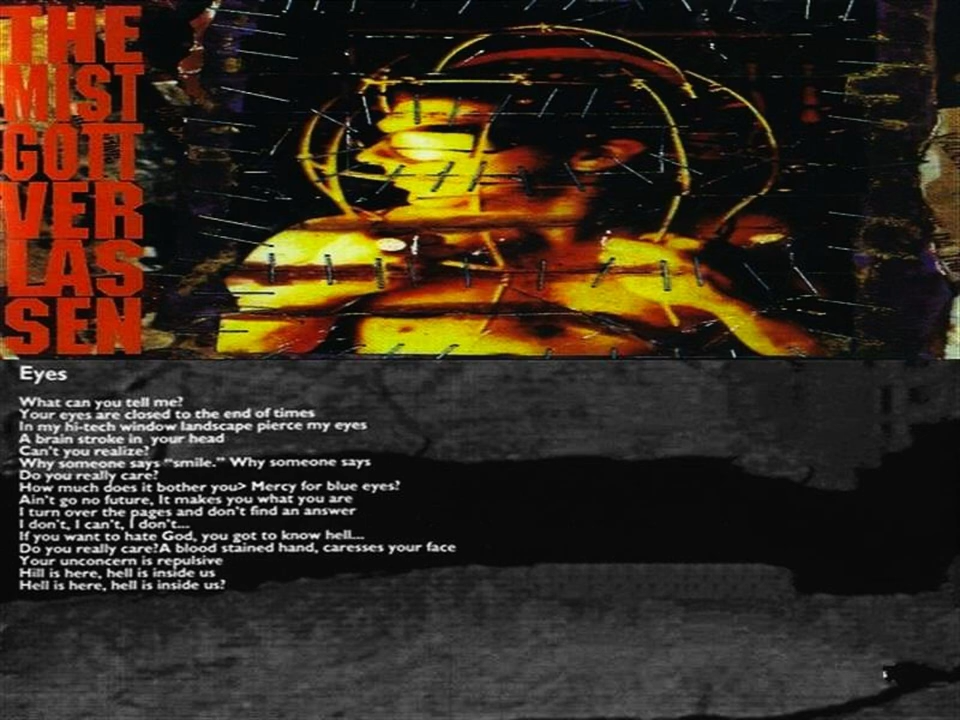 THE
MIST
GOTT
VER
LAS
SEN
Eyes
What can you tell me?
Your eyes are closed to the end of times
In my hi-tech window landscape pierce my eyes
A brain stroke in your head
Can't you realize?
Why someone says "smile." Why someone says
Do you really care?
How much does it bother you> Mercy for blue eyes?
Ain't go no future, It makes you what you are
I turn over the pages and don't find an answer
I don't, I can't, I don't...
If you want to hate God, you got to know hell...
Do you really care?A blood stained hand, caresses your face
Your unconcern is repulsive
Hill is here, hell is inside us
Hell is here, hell is inside us?